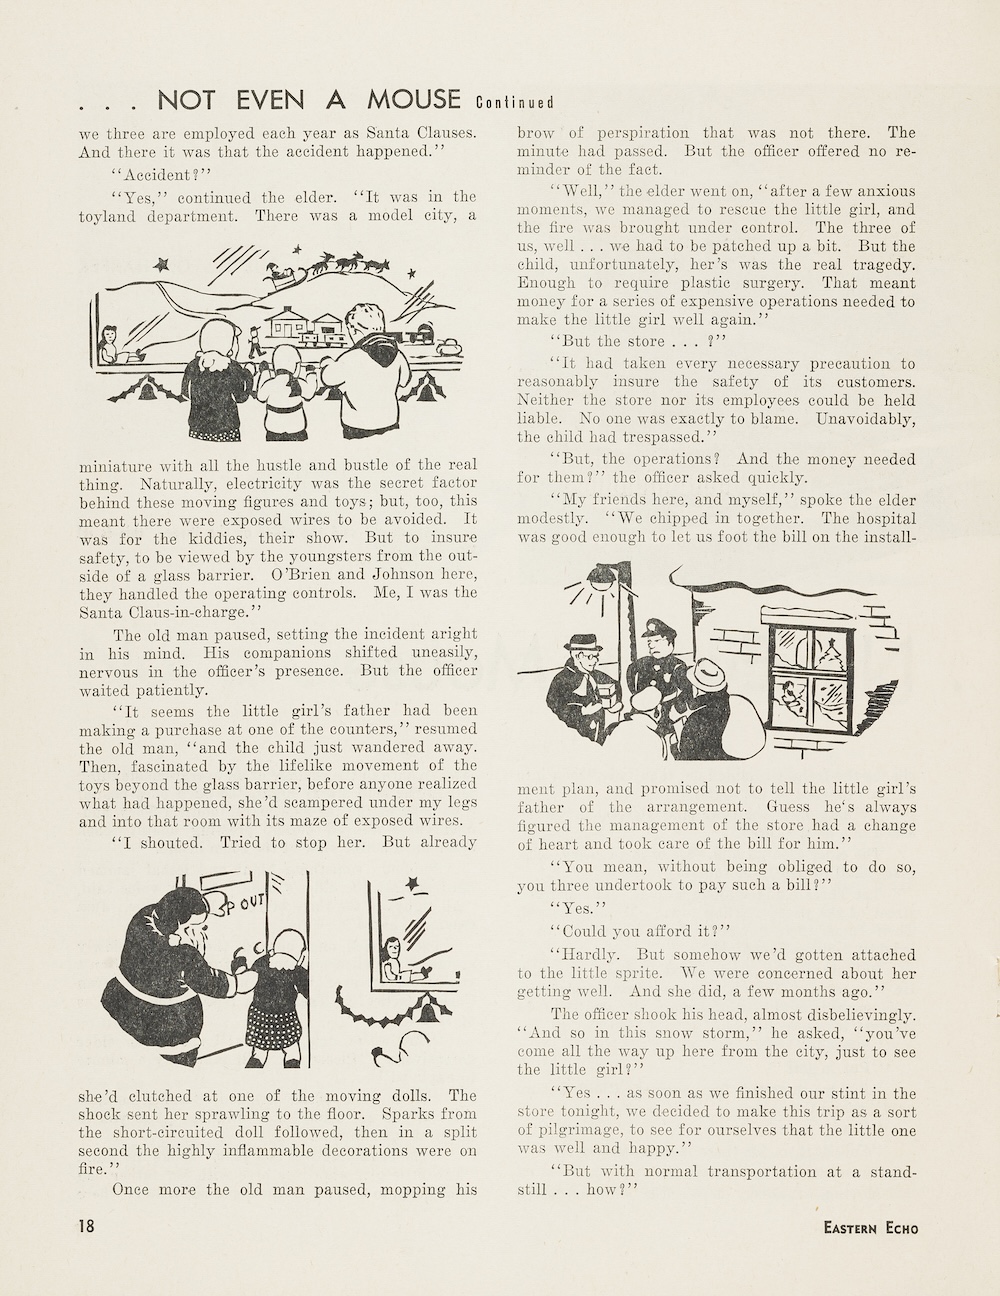 . . . NOT EVEN A MOUSE Continued
we three are employed each year as Santa Clauses.
And there it was that the accident happened.”
“Accident?”
“Yes,” continued the elder. “It was in the
toyland department. There was a model city, a
miniature with all the hustle and bustle of the real
thing. Naturally, electricity was the secret factor
behind these moving figures and toys; but, too, this
meant there were exposed wires to be avoided. It
was for the kiddies, their show. But to insure
safety, to be viewed by the youngsters from the out-
side of a glass barrier. O’Brien and Johnson here,
they handled the operating controls. Me, I was the
Santa Claus-in-charge.”
The old man paused, setting the incident aright
in his mind. His companions shifted uneasily,
nervous in the officer’s presence. But the officer
waited patiently.
“It seems the little girl’s father had been
making a purchase at one of the counters,” resumed
the old man, “and the child just wandered away.
Then, fascinated by the lifelike movement of the
toys beyond the glass barrier, before anyone realized
what had happened, she’d scampered under my legs
and into that room with its maze of exposed wires.
“I shouted. Tried to stop her. But already
P OUT
she’d clutched at one of the moving dolls. The
shock sent her sprawling to the floor. Sparks from
the short-circuited doll followed, then in a split
second the highly inflammable decorations were on
fire.”
Once more the old man paused, mopping his
brow of perspiration that was not there. The
minute had passed. But the officer offered no re-
minder of the fact.
“Well,” the elder went on, “after a few anxious
moments, we managed to rescue the little girl, and
the fire was brought under control. The three of
us, well . . . we had to be patched up a bit. But the
child, unfortunately, her’s was the real tragedy.
Enough to require plastic surgery. That meant
money for a series of expensive operations needed to
make the little girl well again.”
“But the store . . . ?”
“It had taken every necessary precaution to
reasonably insure the safety of its customers.
Neither the store nor its employees could be held
liable. No one was exactly to blame. Unavoidably,
the child had trespassed.”
“But, the operations? And the money needed
for them?” the officer asked quickly.
“My friends here, and myself,” spoke the elder
modestly. “We chipped in together. The hospital
was good enough to let us foot the bill on the install-
ment plan, and promised not to tell the little girl’s
father of the arrangement. Guess he‘s always
figured the management of the store had a change
of heart and took care of the bill for him.”
“You mean, without being obliged to do so,
you three undertook to pay such a bill?”
“Yes.”
“Could you afford it?”
“Hardly. But somehow we’d gotten attached
to the little sprite. We were concerned about her
getting well. And she did, a few months ago.”
The officer shook his head, almost disbelievingly.
“And so in this snow storm,” he asked, “you’ve
come all the way up here from the city, just to see
the little girl?”
“Yes . . . as soon as we finished our stint in the
store tonight, we decided to make this trip as a sort
of pilgrimage, to see for ourselves that the little one
was well and happy.”
“But with normal transportation at a stand-
still . . . how?”
18
EASTERN ECHO